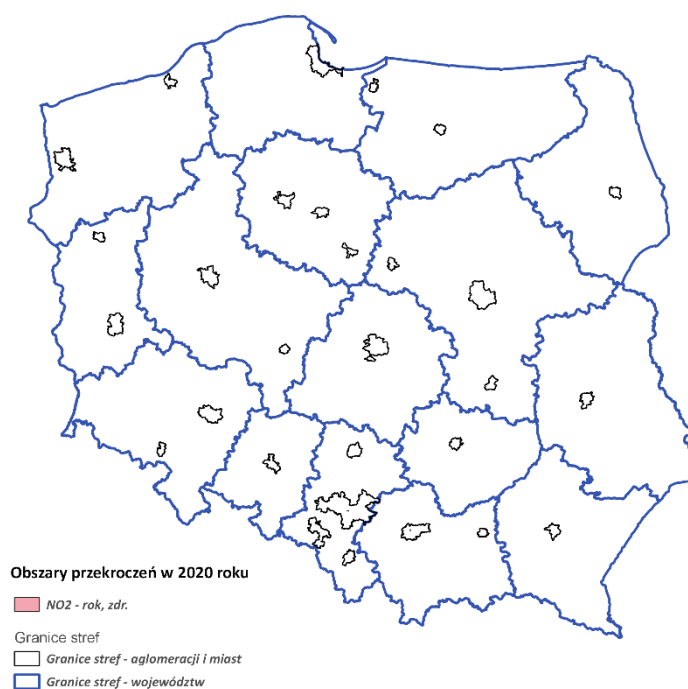 Obszary przekroczeń w 2020 roku
NO2 - rok, zdr.
Granice stref
Granice stref - aglomeracji i miast
Granice stref - województw